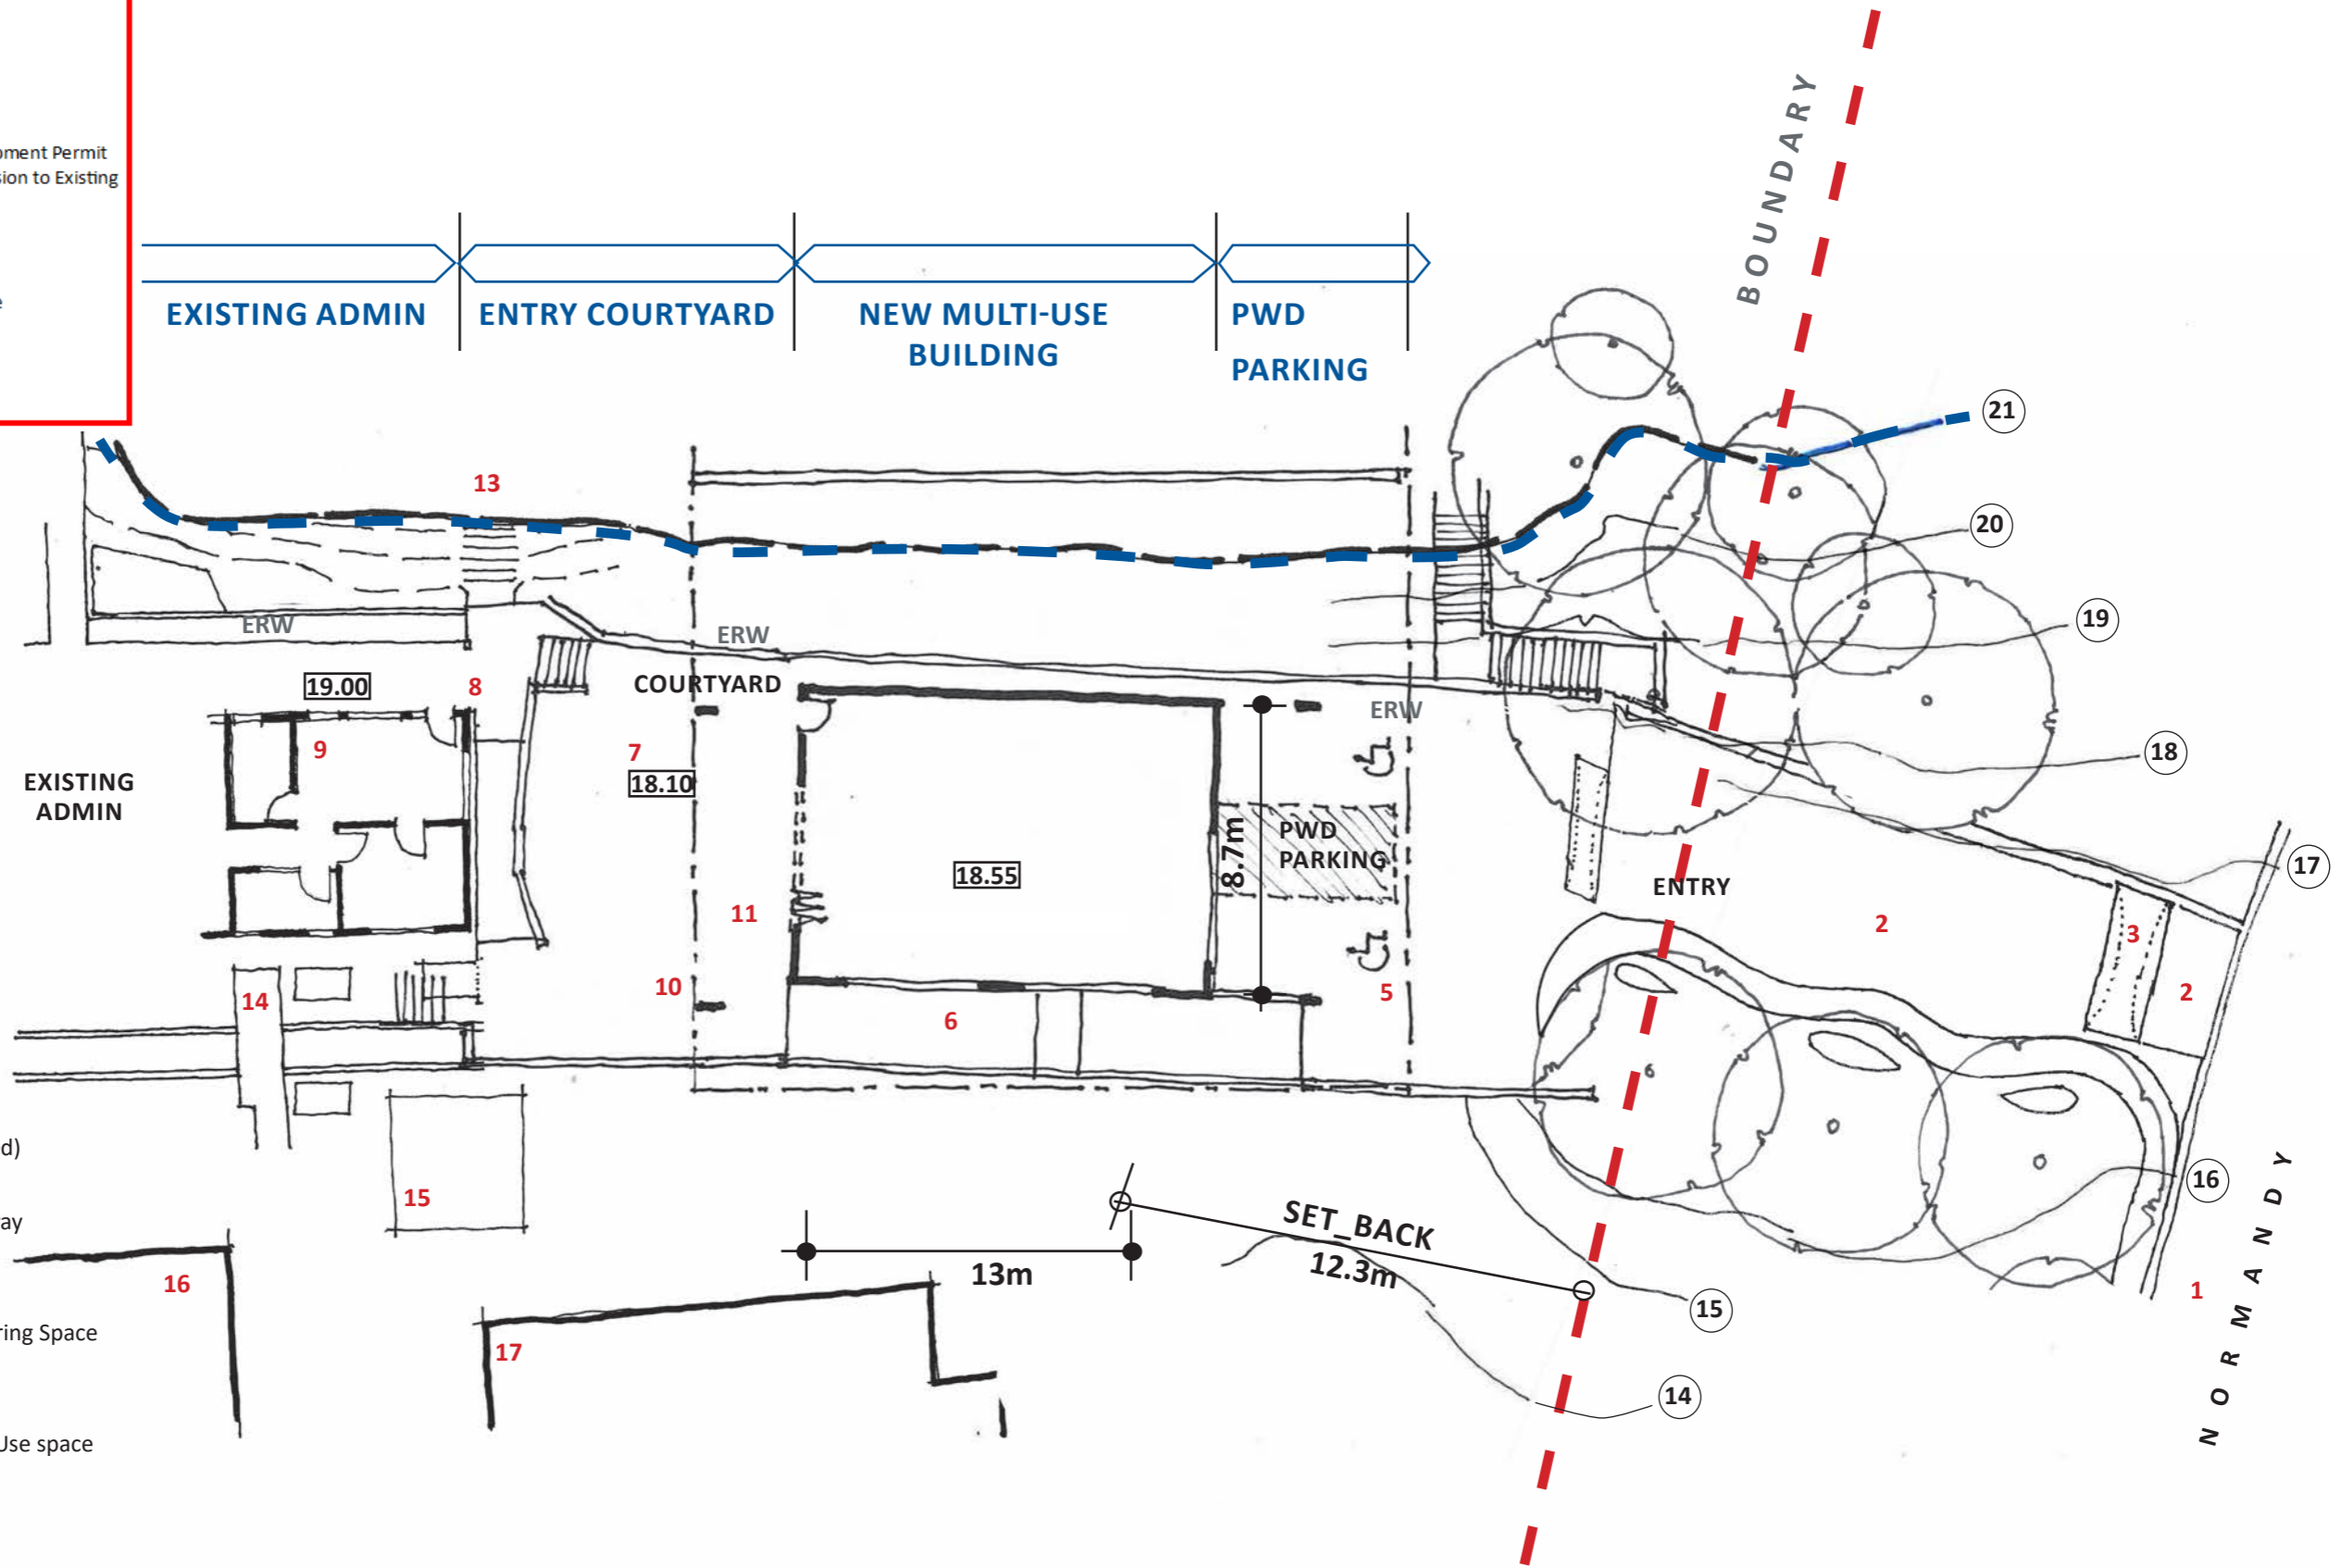 oment Permit
sion to Existing
e
BOUNDARY
EXISTING ADMIN
ENTRY COURTYARD
NEW MULTI-USE
BUILDING
PWD
PARKING
21
13
20
19
ERW
ERW
19.00
8
COURTYARD
ERW
9
7
18.10
18
EXISTING
ADMIN
8.7m
PWD
PARKING
17
18.55
ENTRY
11
2
3
14
10
5
2
6
6
d)
15
16
ay
SET_BACK
12.3m
13m
16
1
NORMANDY
15
ring Space
17
14
Use space